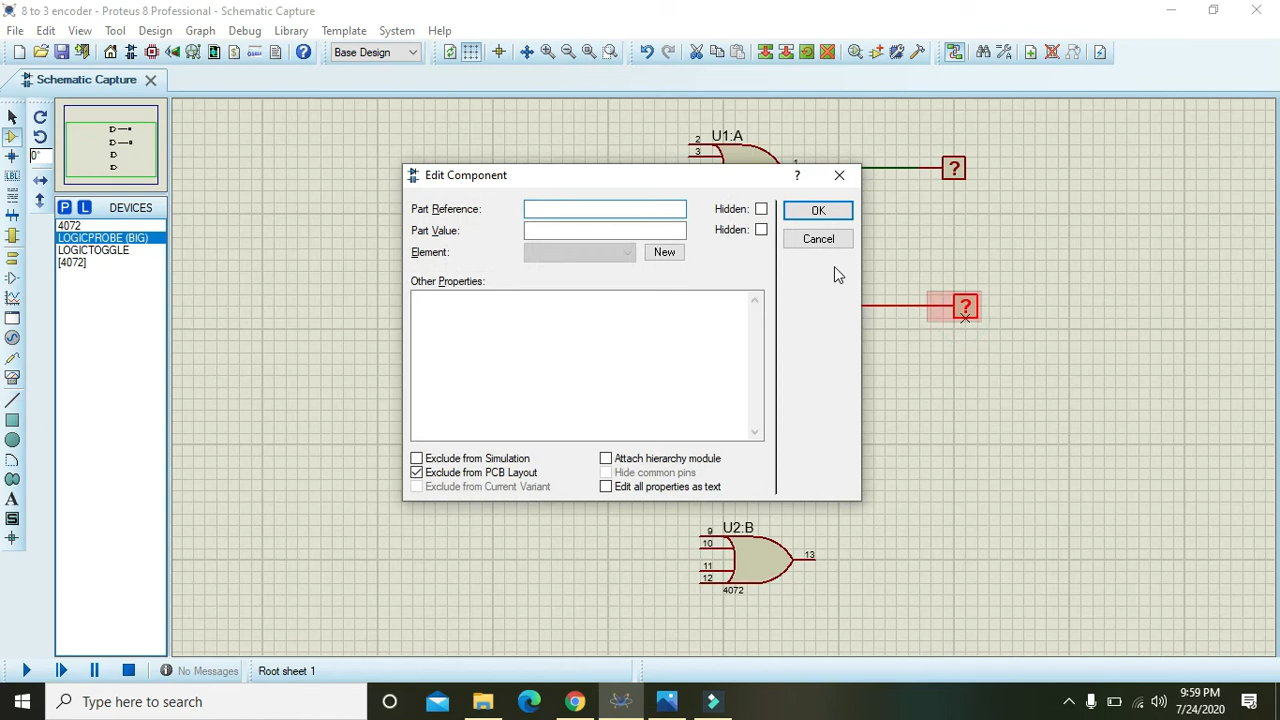 8 to 3 encoder - Proteus 8 Professional - Schematic Capture
File Edit View Tool Design Graph Debug Library Template System Help
Base Design
Schematic Capture
0°
P L DEVICES
4072
LOGICPROBE (BIG)
LOGICTOGGLE
[4072]
LBL
A
S
U1:A
2
3
1
?
?
Edit Component
?
Part Reference:
Hidden:
OK
Part Value:
Hidden:
Cancel
Element:
New
Other Properties:
Exclude from Simulation
Attach hierarchy module
Exclude from PCB Layout
Hide common pins
Exclude from Current Variant
Edit all properties as text
U2:B
9
10
11
12
13
4072
No Messages
Root sheet 1
Type here to search
9:59 PM
7/24/2020